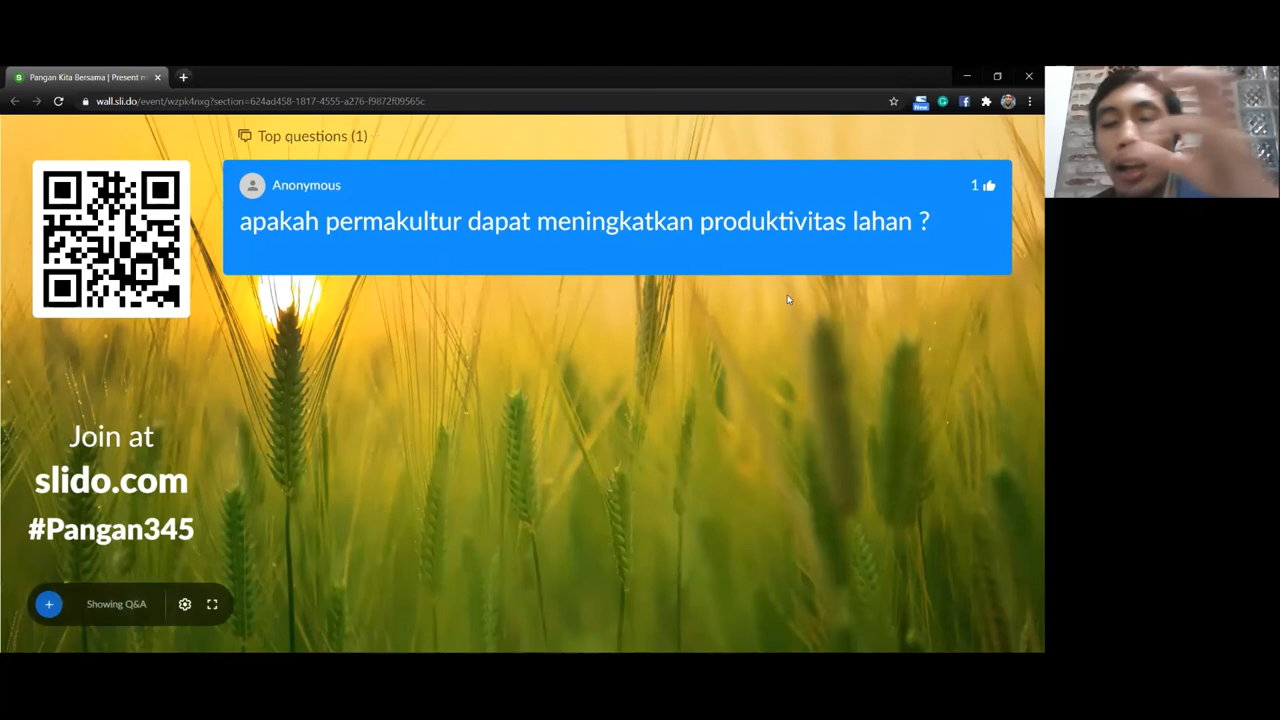 Pangan Kita Bersama | Present m
wall.sli.do/event/wzpk4nxg?section=624ad458-1817-4555-a276-f9872f09565c
New
Top questions (1)
Anonymous
1
apakah permakultur dapat meningkatkan produktivitas lahan ?
Join at
slido.com
#Pangan345
Showing Q&A